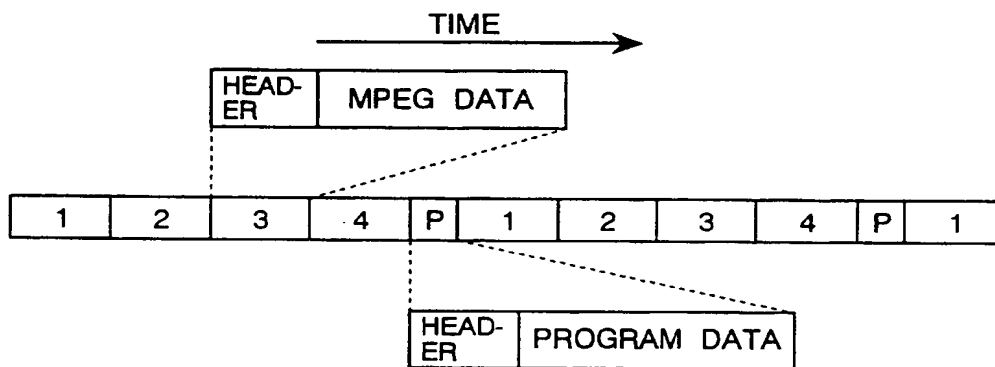 TIME
HEAD-
ER
MPEG DATA
1 2 3 4 P 1 2 3 4 P 1
HEAD-
ER
PROGRAM DATA